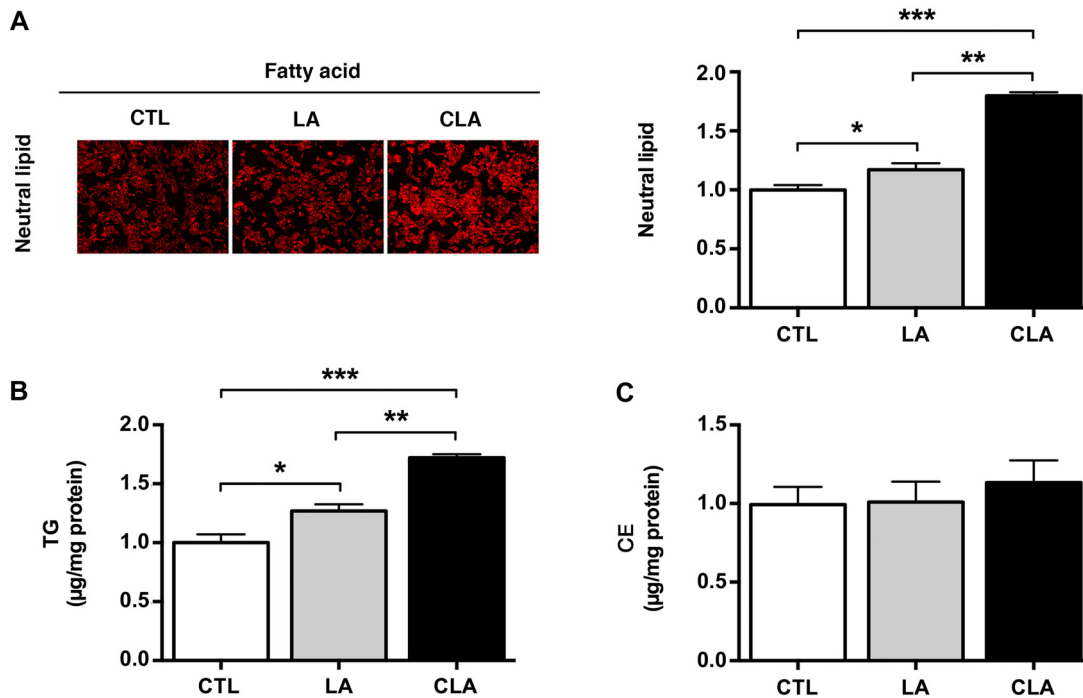 A
Fatty acid
CTL LA CLA
Neutral lipid
***
**
*
Neutral lipid
2.0
1.5
1.0
0.5
0.0
CTL LA CLA
B
***
**
*
TG
(µg/mg protein)
2.0
1.5
1.0
0.5
0.0
CTL LA CLA
C
CE
(µg/mg protein)
1.5
1.0
0.5
0.0
CTL LA CLA